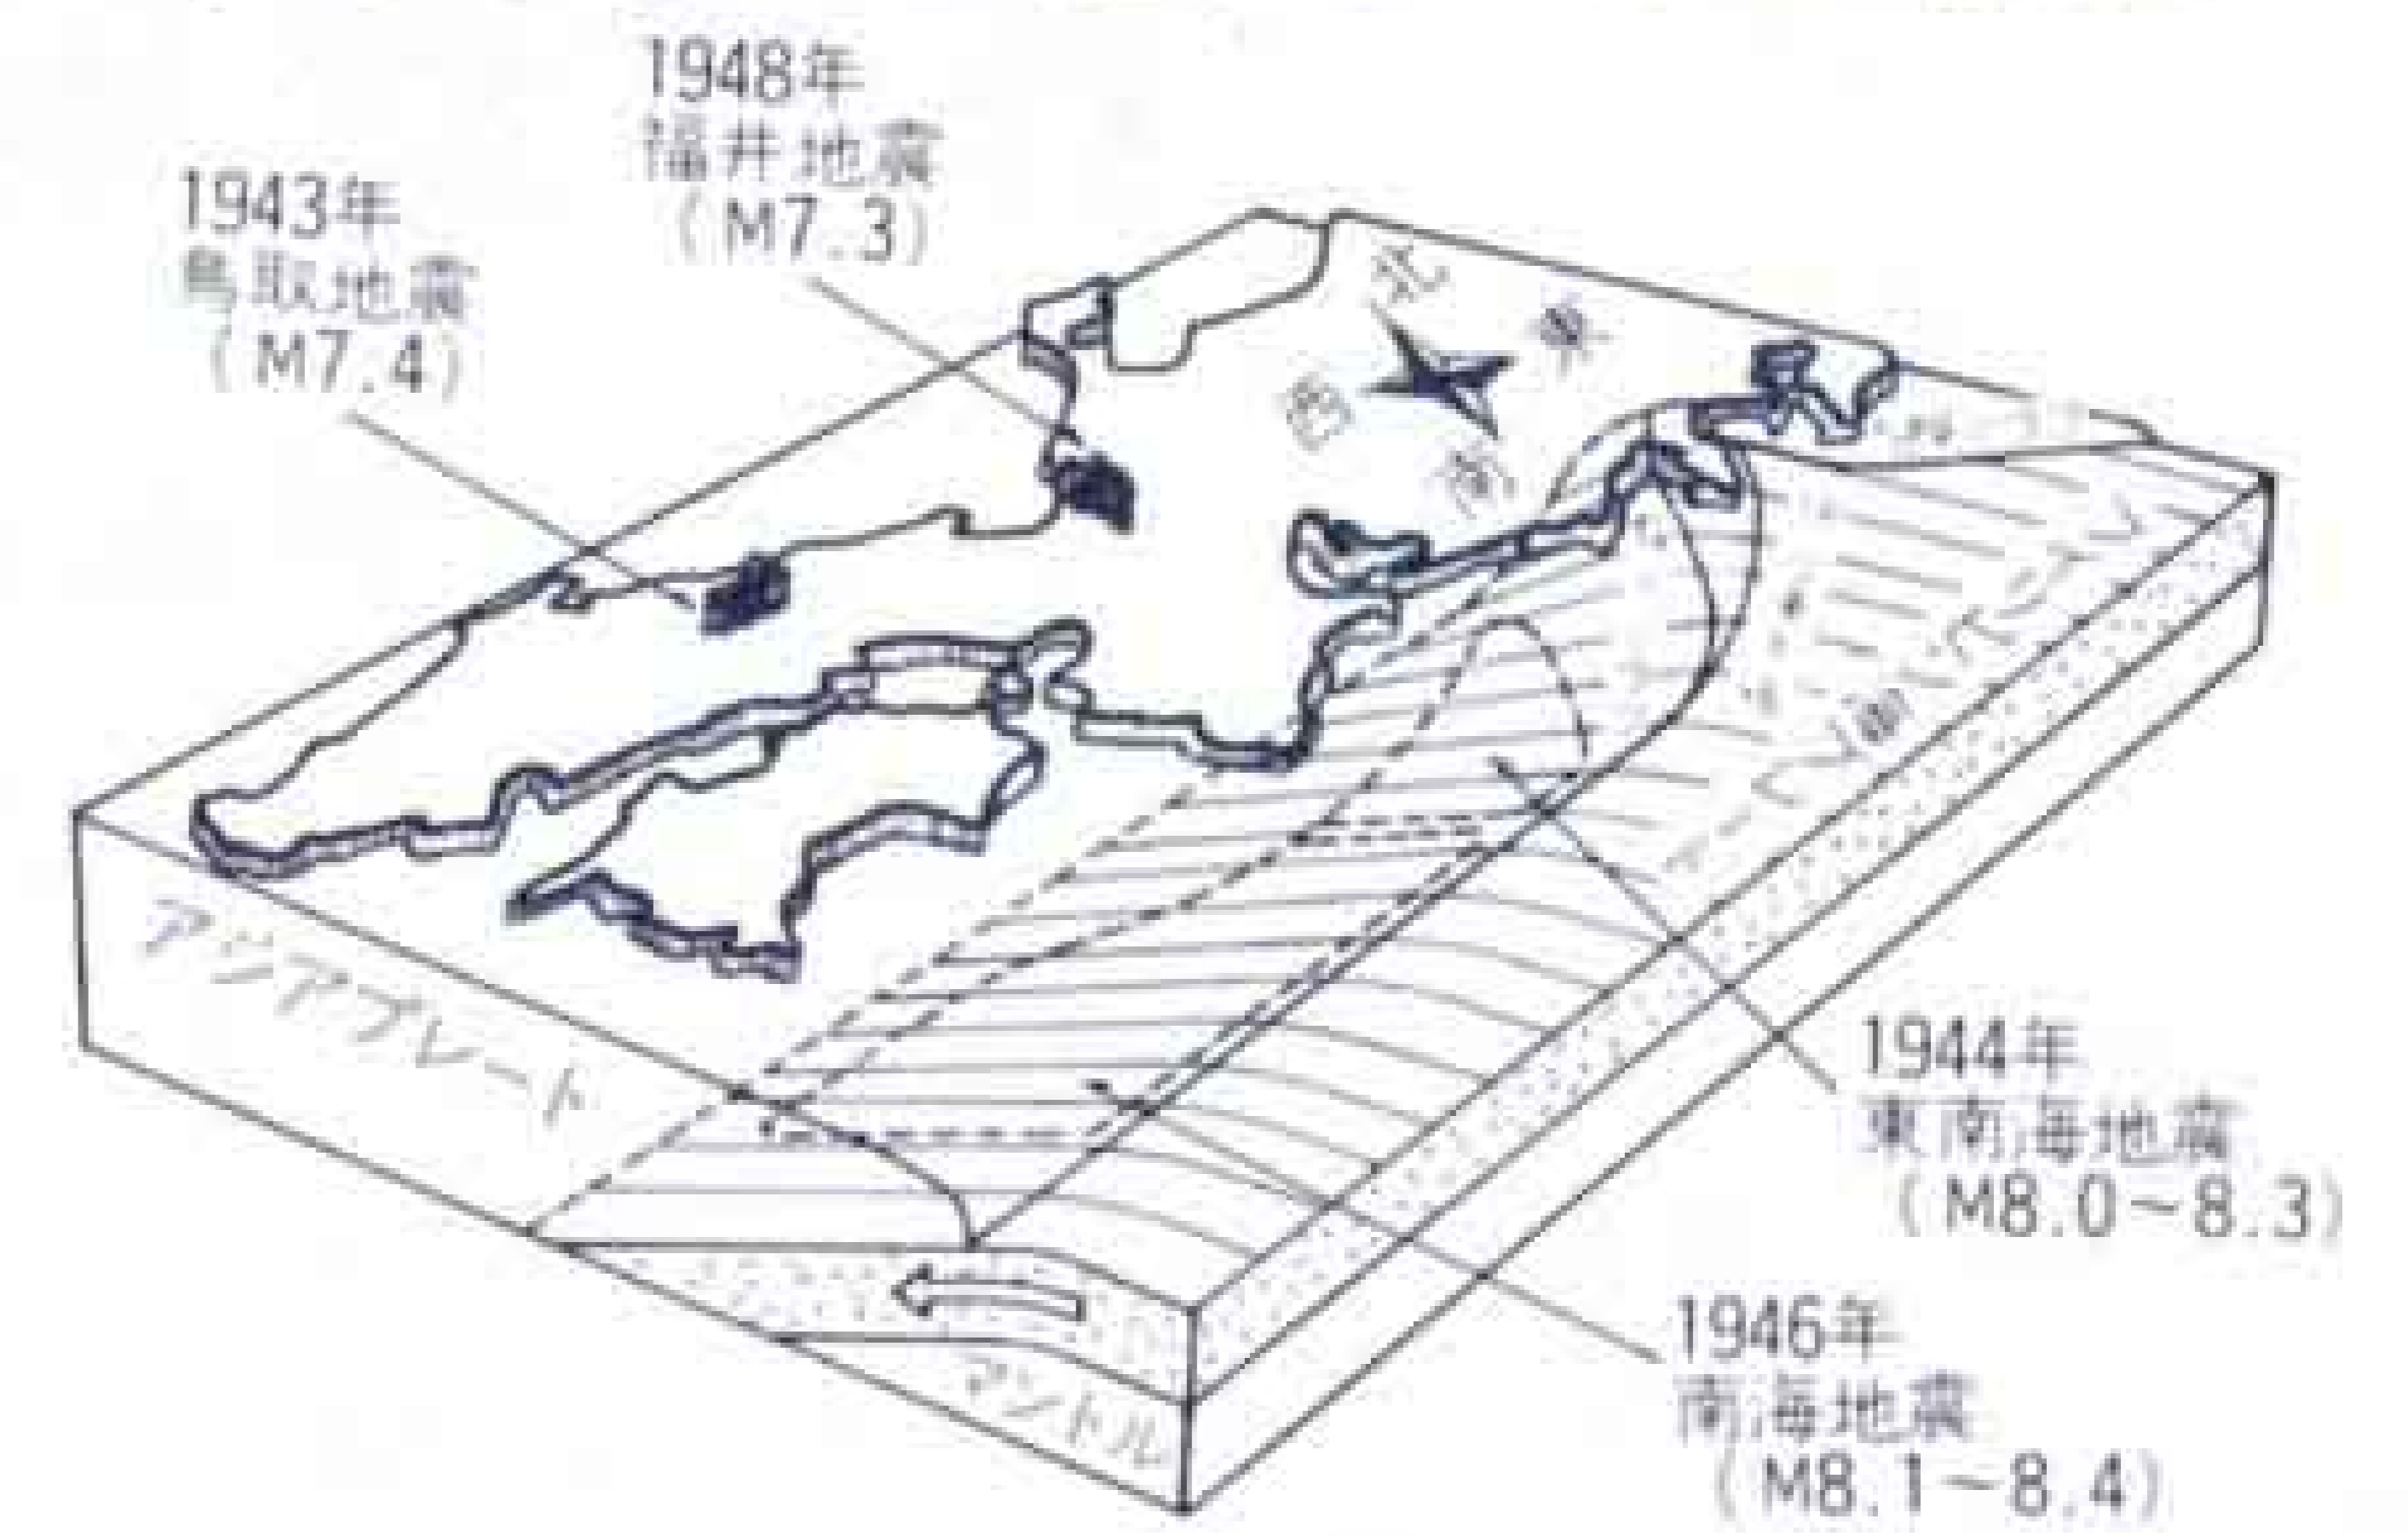 1948年
福井地震
(M7.3)
1943年
鳥取地震
(M7.4)
北
東
西
南
アジアプレート
マントル
1944年
東南海地震
(M8.0~8.3)
1946年
南海地震
(M8.1~8.4)